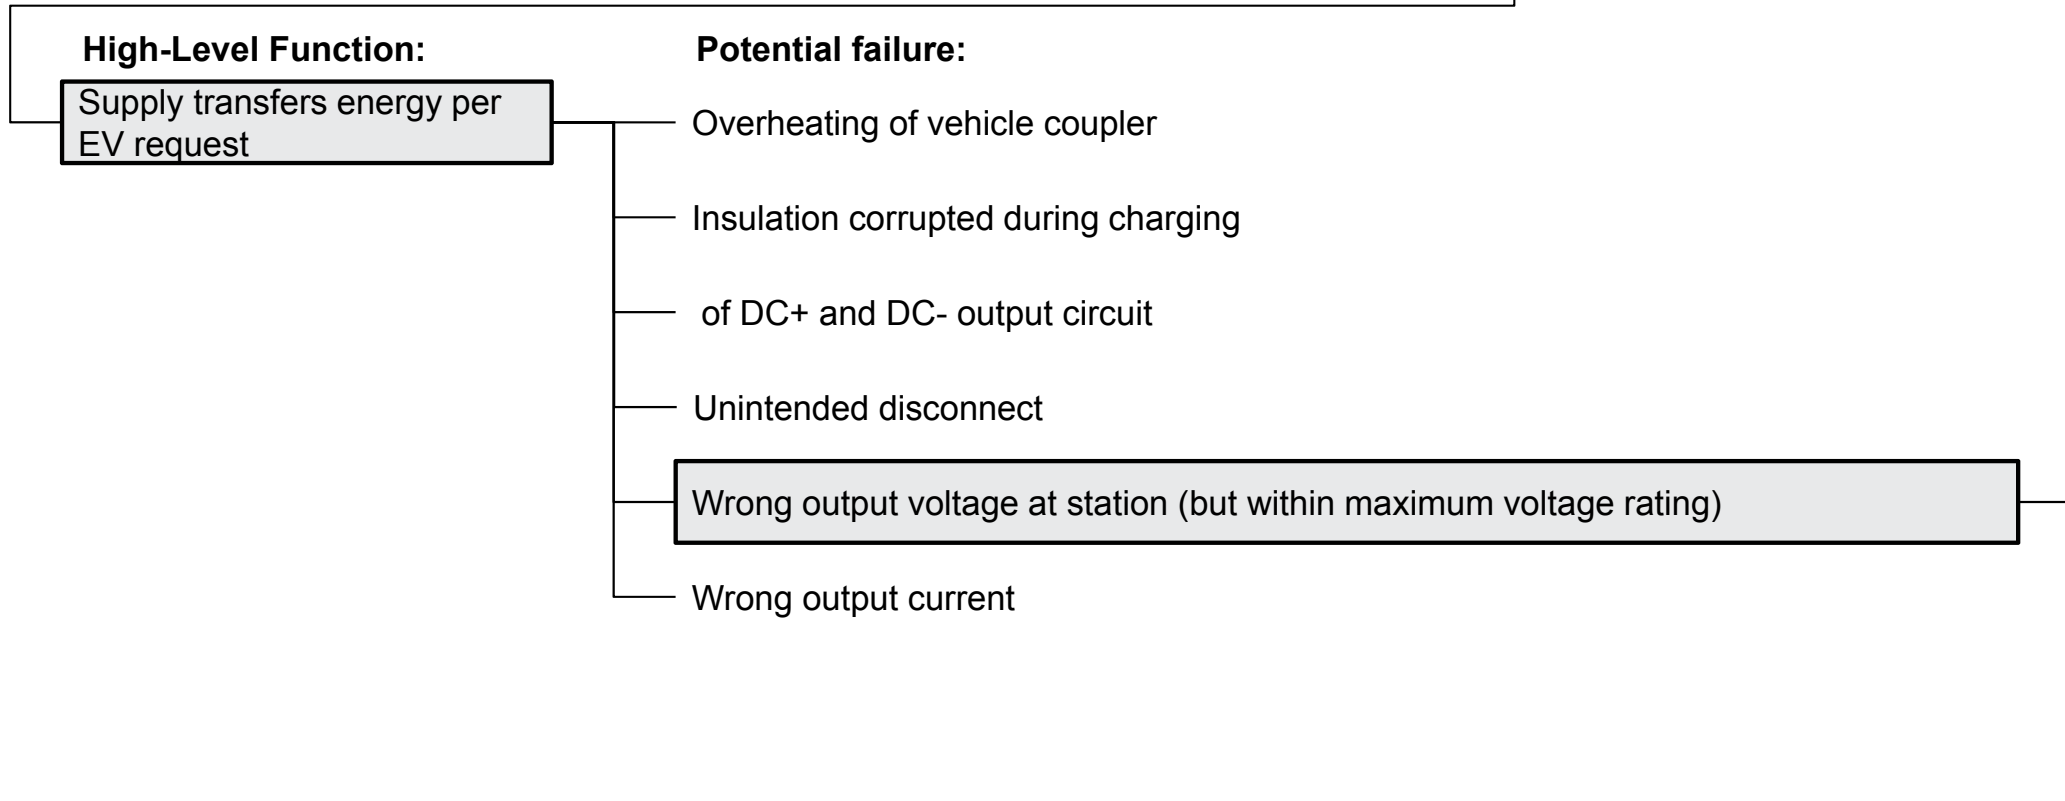 High-Level Function:
Potential failure:
Supply transfers energy per
EV request
Overheating of vehicle coupler
Insulation corrupted during charging
of DC+ and DC- output circuit
Unintended disconnect
Wrong output voltage at station (but within maximum voltage rating)
Wrong output current